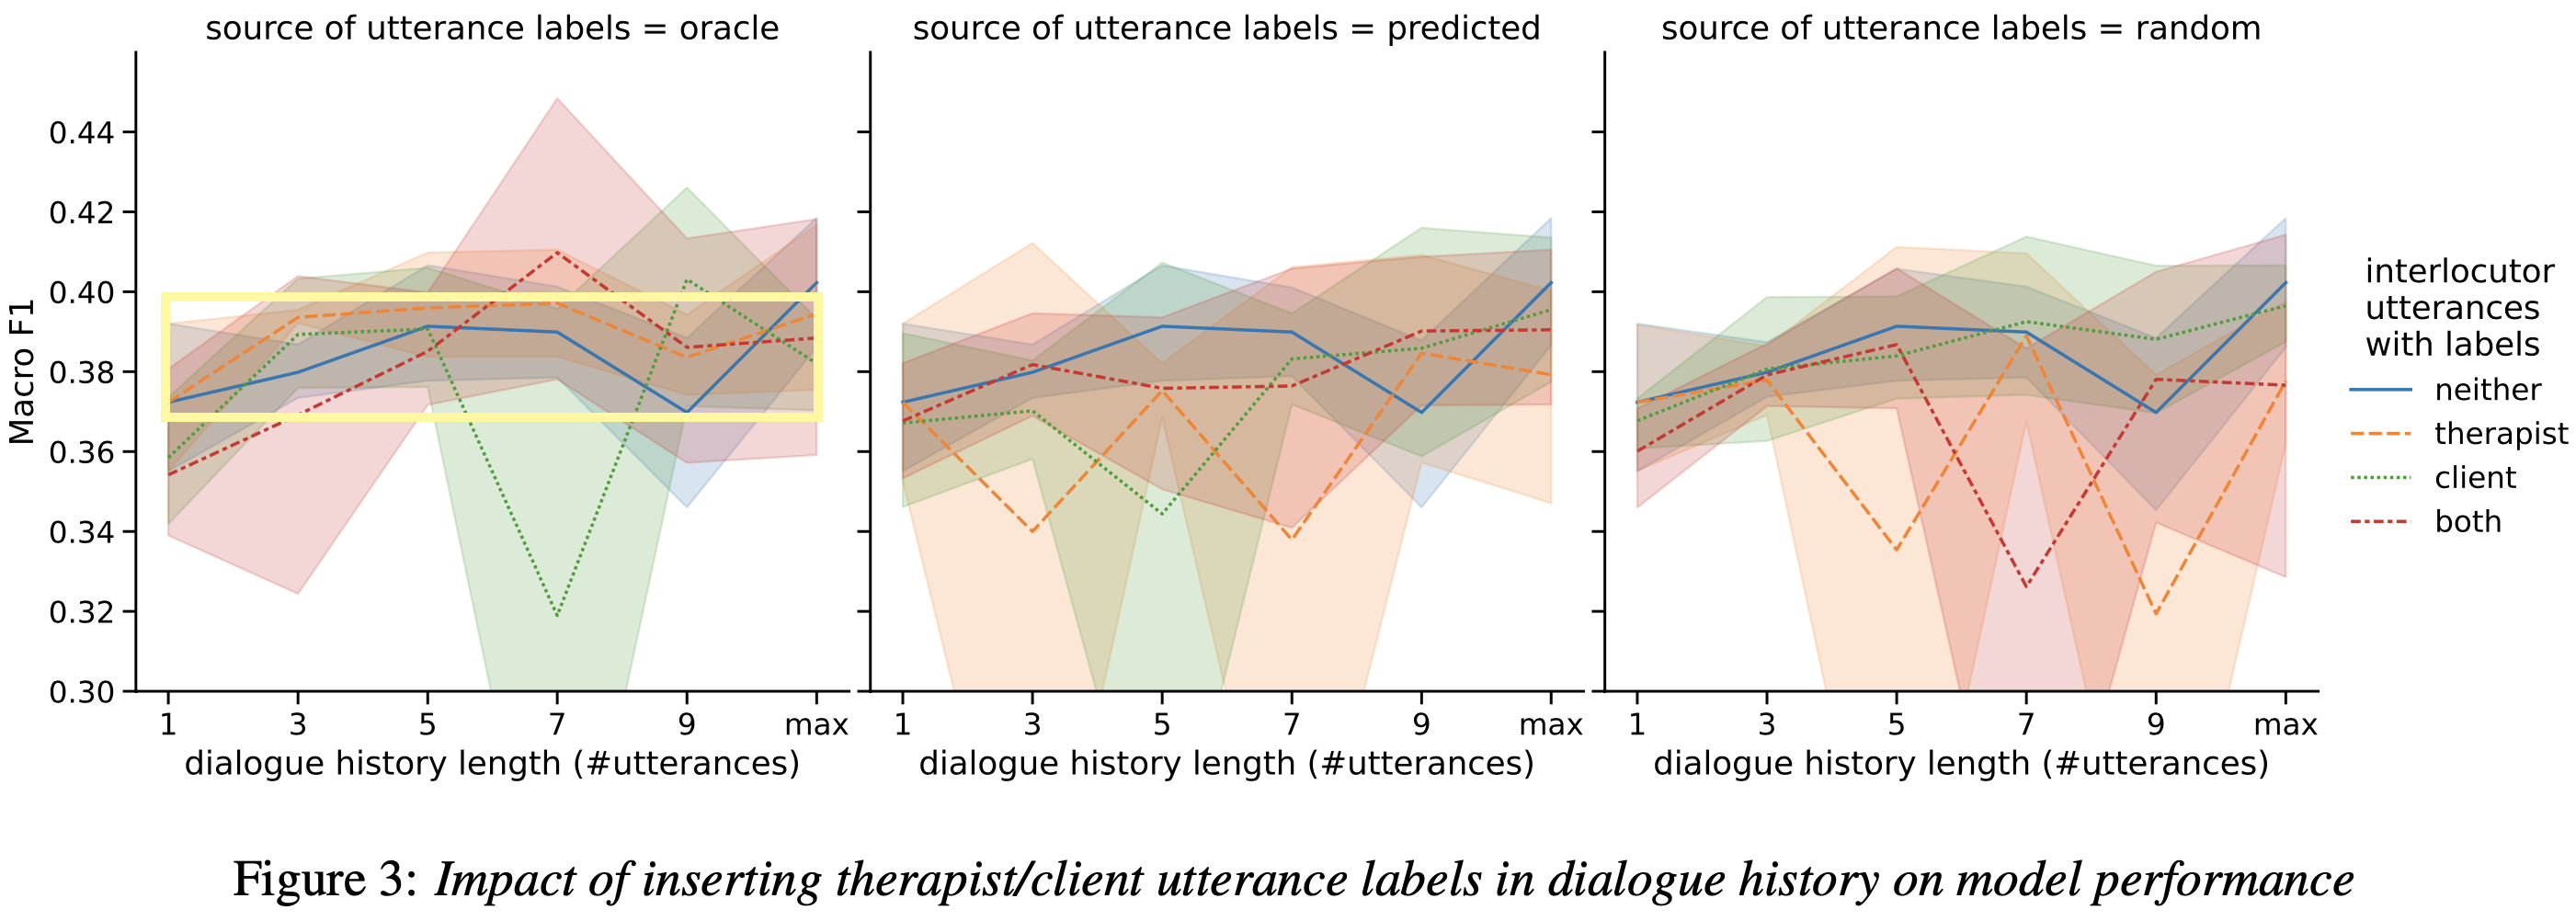 source of utterance labels = oracle
source of utterance labels = predicted
source of utterance labels = random
Macro F1
0.44
0.42
0.40
0.38
0.36
0.34
0.32
0.30
1 3 5 7 9 max
1 3 5 7 9 max
1 3 5 7 9 max
dialogue history length (#utterances)
dialogue history length (#utterances)
dialogue history length (#utterances)
interlocutor
utterances
with labels
neither
therapist
client
both
Figure 3: Impact of inserting therapist/client utterance labels in dialogue history on model performance